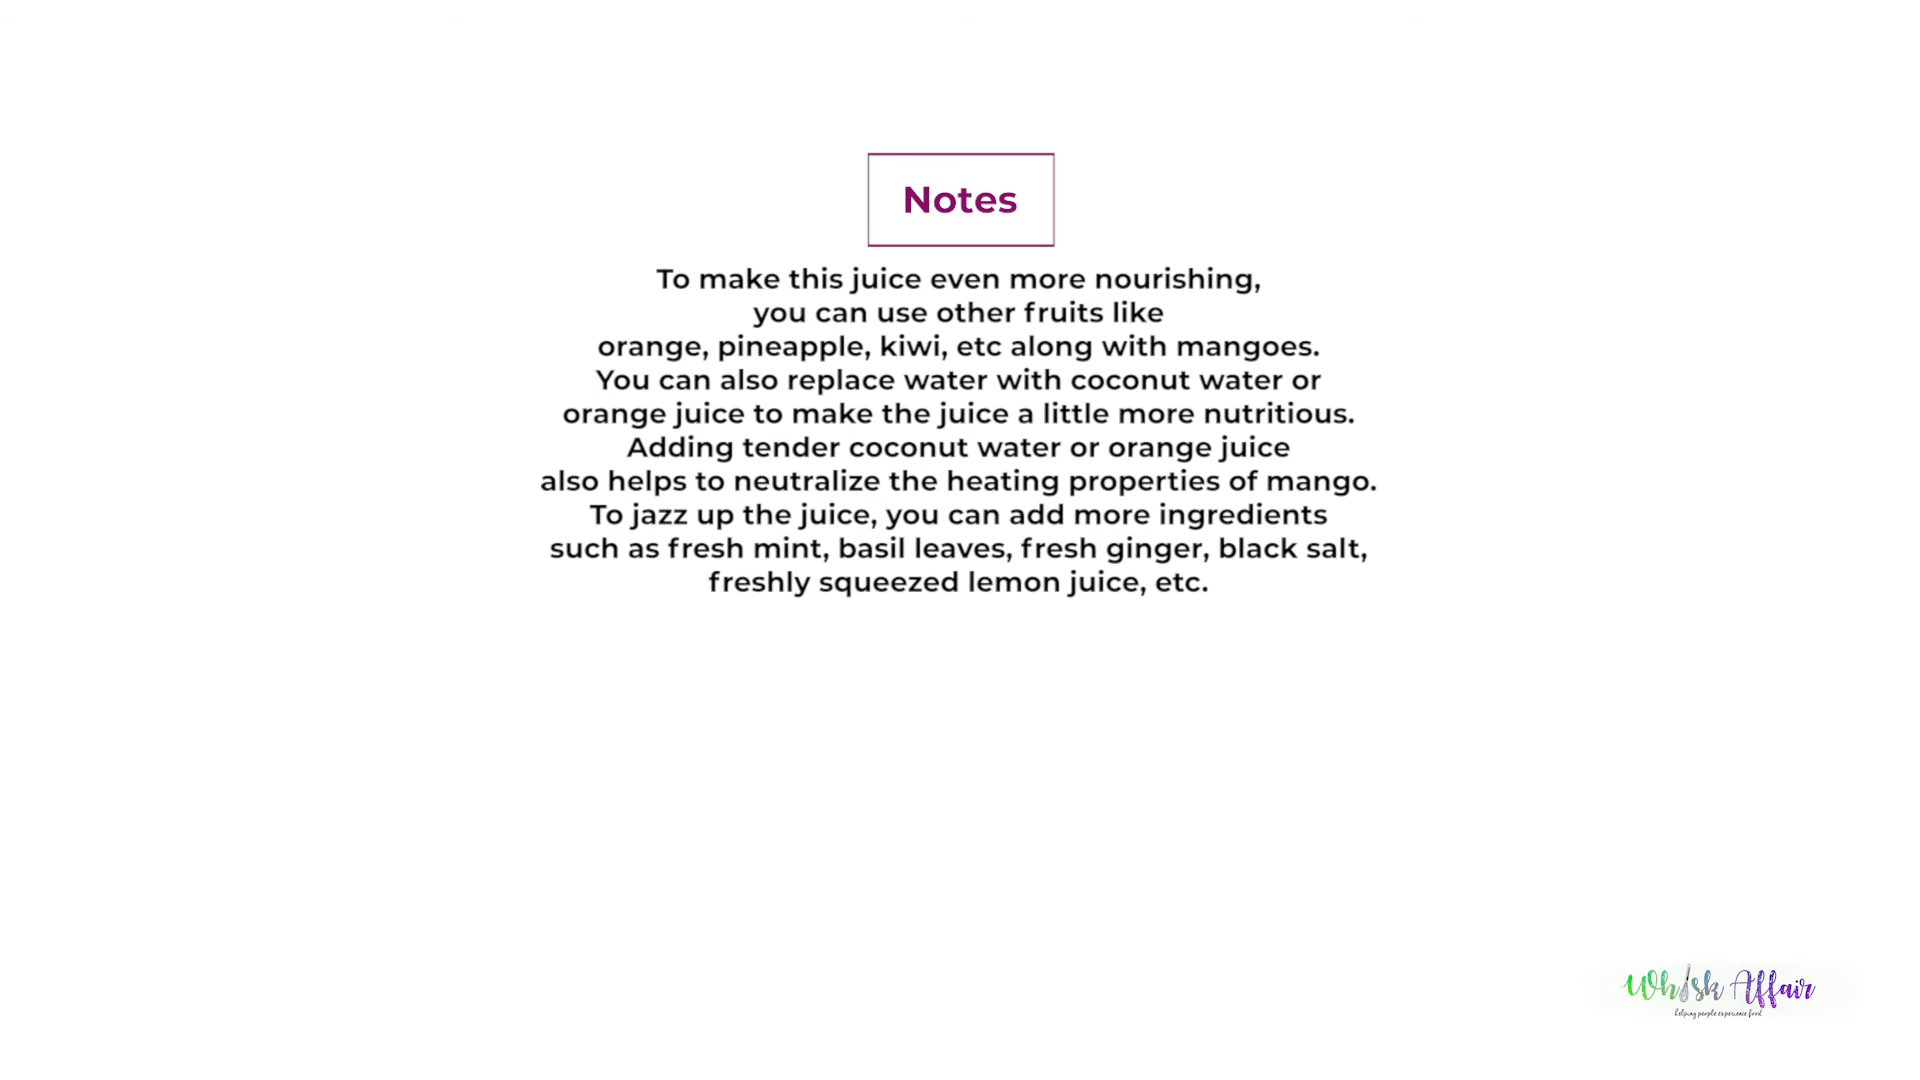 Notes
To make this juice even more nourishing,
you can use other fruits like
orange, pineapple, kiwi, etc along with mangoes.
You can also replace water with coconut water or
orange juice to make the juice a little more nutritious.
Adding tender coconut water or orange juice
also helps to neutralize the heating properties of mango.
To jazz up the juice, you can add more ingredients
such as fresh mint, basil leaves, fresh ginger, black salt,
freshly squeezed lemon juice, etc.
Whisk Affair
helping people experience food